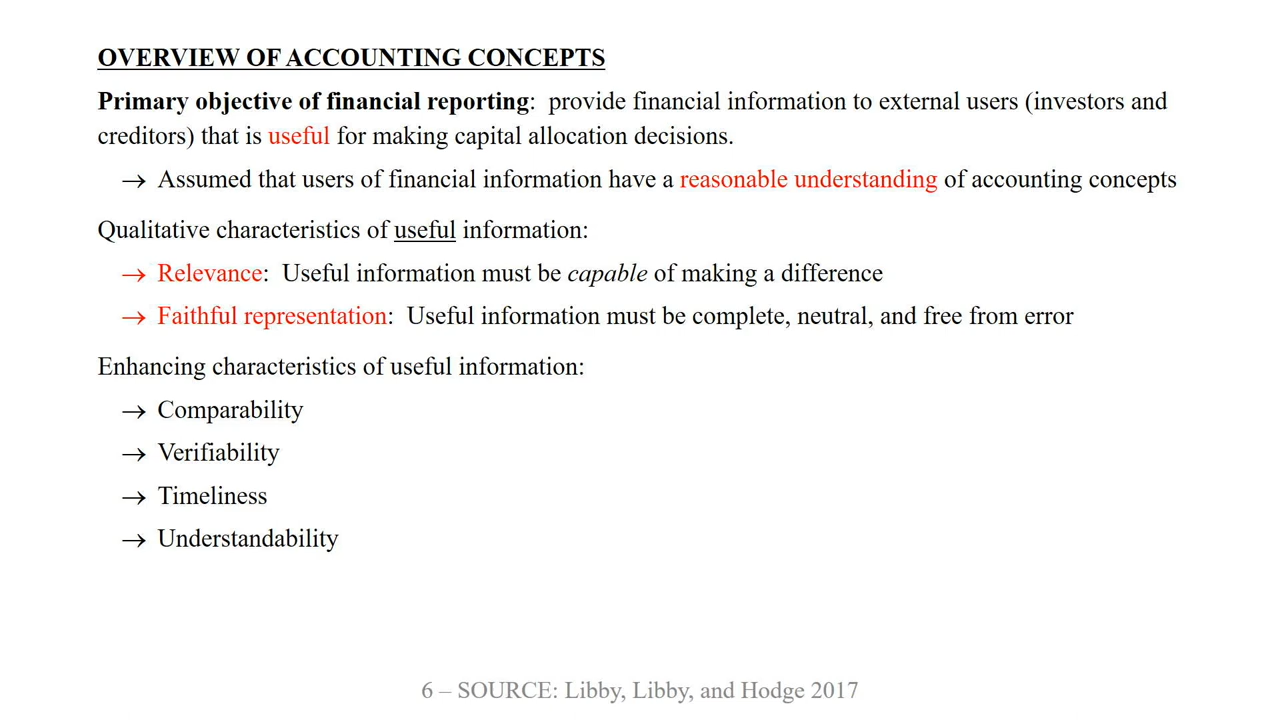 OVERVIEW OF ACCOUNTING CONCEPTS
Primary objective of financial reporting: provide financial information to external users (investors and
creditors) that is useful for making capital allocation decisions.
→ Assumed that users of financial information have a reasonable understanding of accounting concepts
Qualitative characteristics of useful information:
→ Relevance: Useful information must be capable of making a difference
→ Faithful representation: Useful information must be complete, neutral, and free from error
Enhancing characteristics of useful information:
→ Comparability
→ Verifiability
→ Timeliness
→ Understandability
6 – SOURCE: Libby, Libby, and Hodge 2017